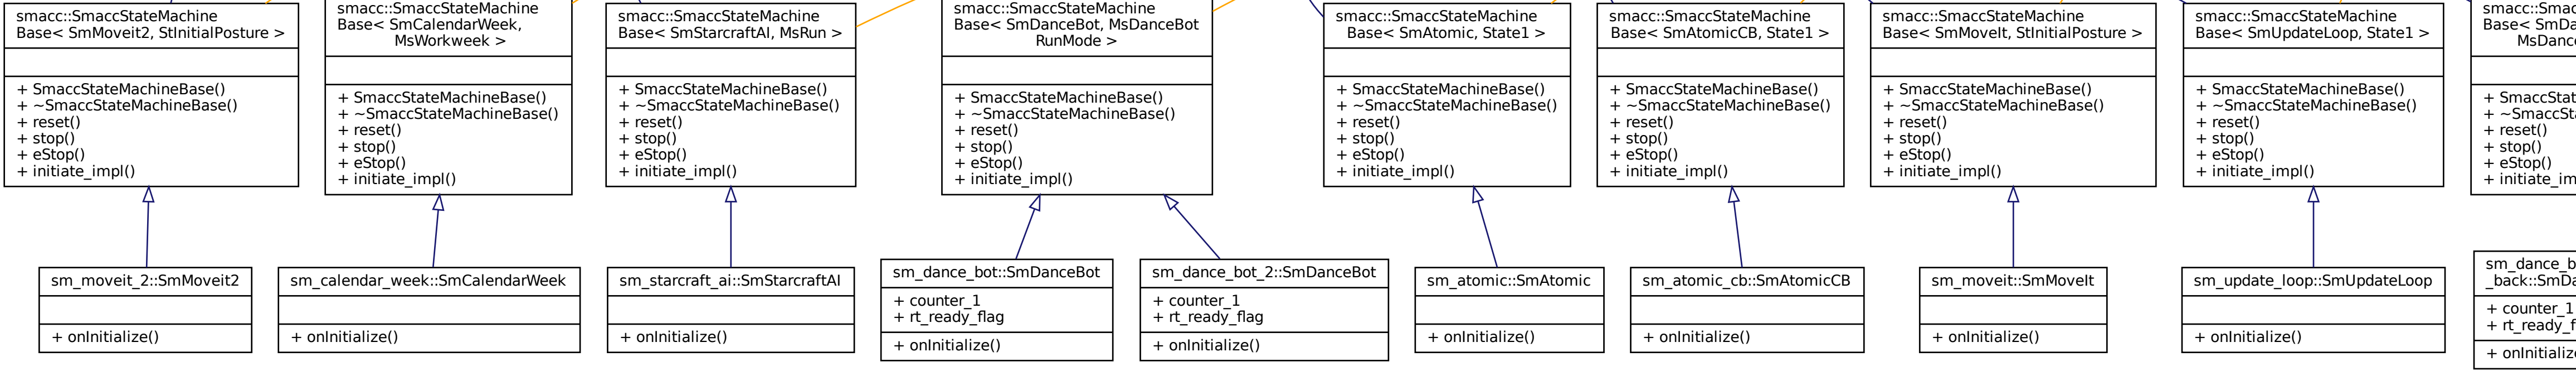 smacc::SmaccStateMachine
Base< SmMoveit2, StInitialPosture >
+ SmaccStateMachineBase()
+ ~SmaccStateMachineBase()
+ reset()
+ stop()
+ eStop()
+ initiate_impl()
smacc::SmaccStateMachine
Base< SmCalendarWeek,
MsWorkweek >
+ SmaccStateMachineBase()
+ ~SmaccStateMachineBase()
+ reset()
+ stop()
+ eStop()
+ initiate_impl()
smacc::SmaccStateMachine
Base< SmStarcraftAI, MsRun >
+ SmaccStateMachineBase()
+ ~SmaccStateMachineBase()
+ reset()
+ stop()
+ eStop()
+ initiate_impl()
smacc::SmaccStateMachine
Base< SmDanceBot, MsDanceBot
RunMode >
+ SmaccStateMachineBase()
+ ~SmaccStateMachineBase()
+ reset()
+ stop()
+ eStop()
+ initiate_impl()
smacc::SmaccStateMachine
Base< SmAtomic, State1 >
+ SmaccStateMachineBase()
+ ~SmaccStateMachineBase()
+ reset()
+ stop()
+ eStop()
+ initiate_impl()
smacc::SmaccStateMachine
Base< SmAtomicCB, State1 >
+ SmaccStateMachineBase()
+ ~SmaccStateMachineBase()
+ reset()
+ stop()
+ eStop()
+ initiate_impl()
smacc::SmaccStateMachine
Base< SmMoveIt, StInitialPosture >
+ SmaccStateMachineBase()
+ ~SmaccStateMachineBase()
+ reset()
+ stop()
+ eStop()
+ initiate_impl()
smacc::SmaccStateMachine
Base< SmUpdateLoop, State1 >
+ SmaccStateMachineBase()
+ ~SmaccStateMachineBase()
+ reset()
+ stop()
+ eStop()
+ initiate_impl()
Base<
+
+
+ reset()
+ stop()
+ eStop()
+
sm_moveit_2::SmMoveit2
+ onInitialize()
sm_calendar_week::SmCalendarWeek
+ onInitialize()
sm_starcraft_ai::SmStarcraftAI
+ onInitialize()
sm_dance_bot::SmDanceBot
+ counter_1
+ rt_ready_flag
+ onInitialize()
sm_dance_bot_2::SmDanceBot
+ counter_1
+ rt_ready_flag
+ onInitialize()
sm_atomic::SmAtomic
+ onInitialize()
sm_atomic_cb::SmAtomicCB
+ onInitialize()
sm_moveit::SmMoveIt
+ onInitialize()
sm_update_loop::SmUpdateLoop
+ onInitialize()
+ counter_1
+
+